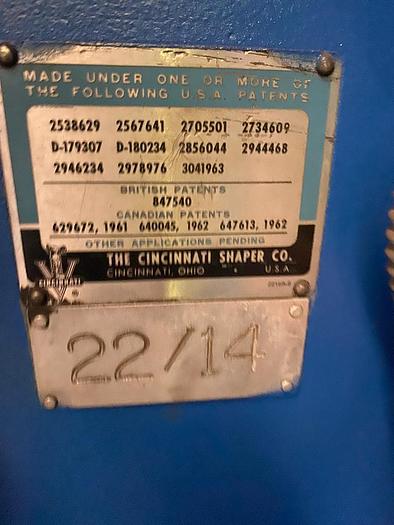 MADE UNDER ONE OR MORE OF
THE FOLLOWING U.S.A. PATENTS
2538629 2567641 2705501 2734609
D-179307 D-180234 2856044 2944468
2946234 2978976 3041963
BRITISH PATENTS
847540
CANADIAN PATENTS
629672, 1961 640045, 1962 647613, 1962
OTHER APPLICATIONS PENDING
THE CINCINNATI SHAPER CO.
CINCINNATI, OHIO U.S.A.
CINCINNATI
22/14